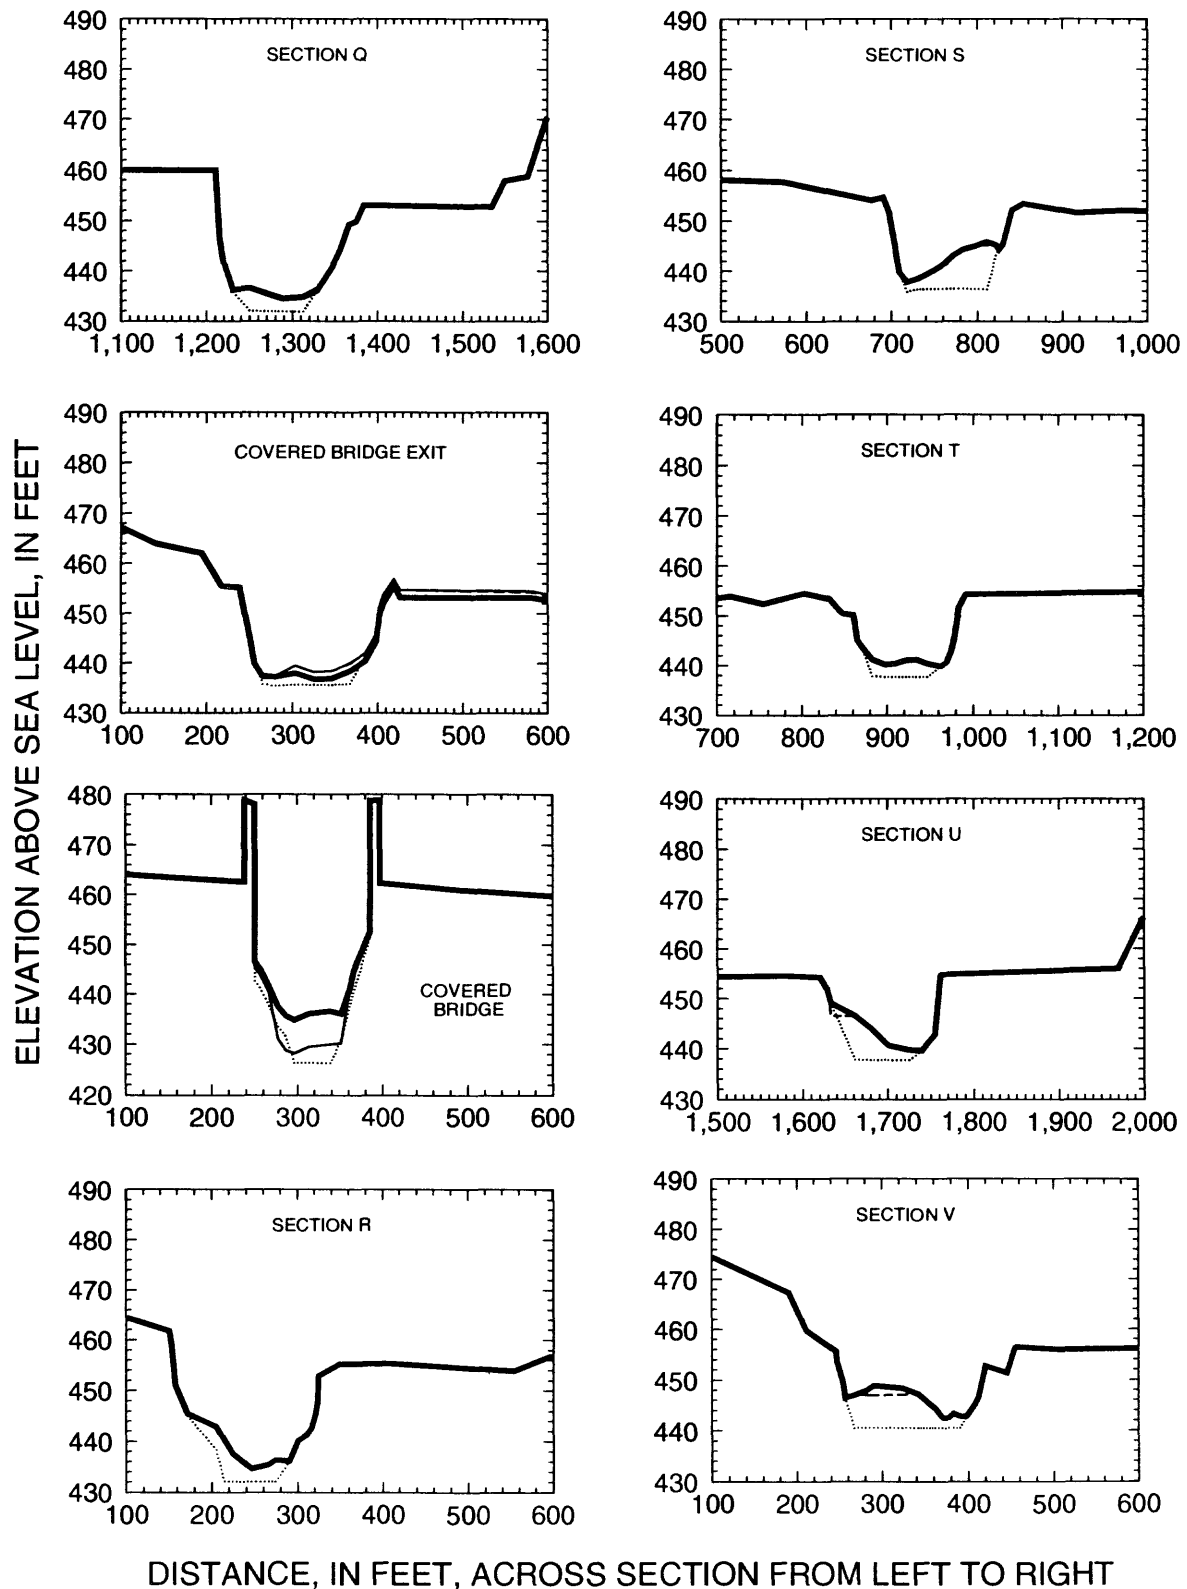 490
480
470
460
450
440
430
1,100 1,200 1,300 1,400 1,500 1,600
SECTION Q
490
480
470
460
450
440
430
500 600 700 800 900 1,000
SECTION S
490
480
470
460
450
440
430
100 200 300 400 500 600
COVERED BRIDGE EXIT
490
480
470
460
450
440
430
700 800 900 1,000 1,100 1,200
SECTION T
480
470
460
450
440
430
420
100 200 300 400 500 600
COVERED
BRIDGE
490
480
470
460
450
440
430
1,500 1,600 1,700 1,800 1,900 2,000
SECTION U
490
480
470
460
450
440
430
100 200 300 400 500 600
SECTION R
490
480
470
460
450
440
430
100 200 300 400 500 600
SECTION V
ELEVATION ABOVE SEA LEVEL, IN FEET
DISTANCE, IN FEET, ACROSS SECTION FROM LEFT TO RIGHT